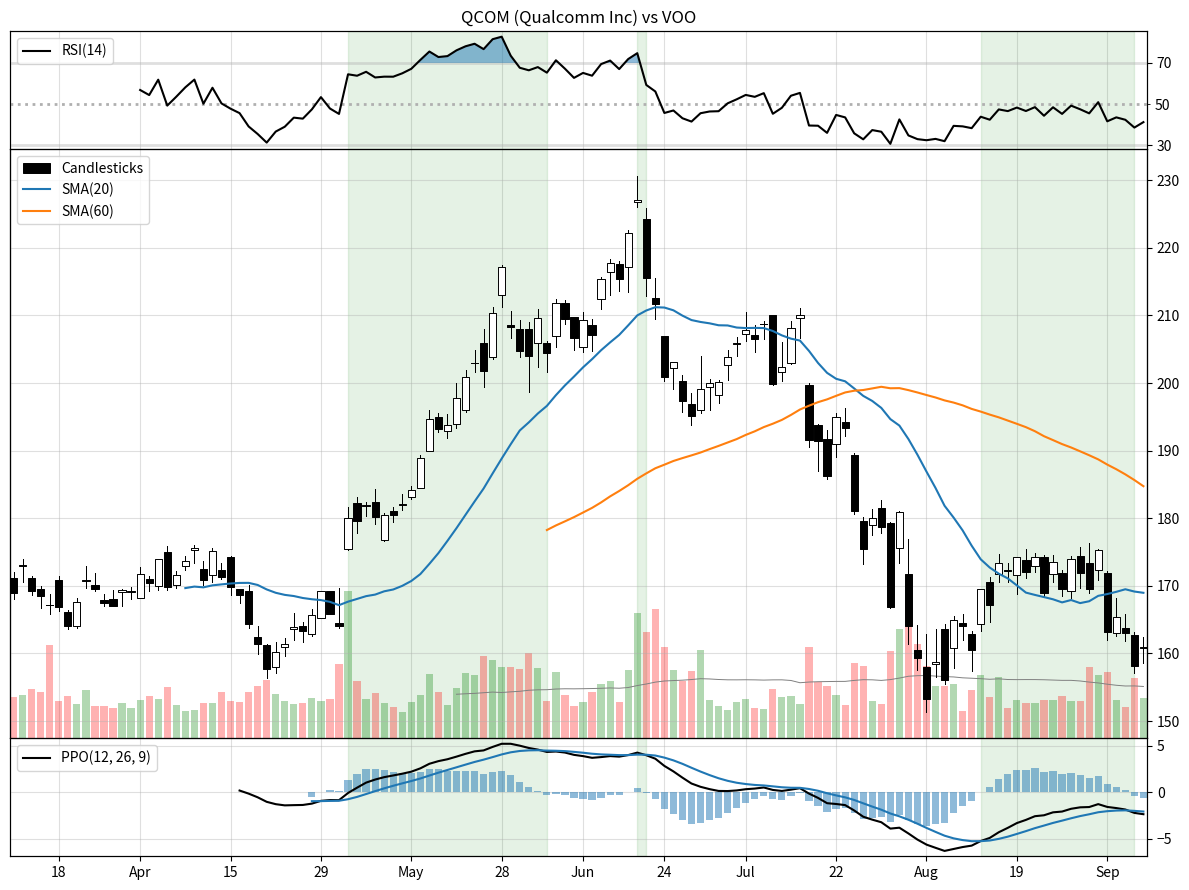 QCOM (Qualcomm Inc) vs VOO
RSI(14)
70
50
30
Candlesticks
SMA(20)
SMA(60)
230
220
210
200
190
180
170
160
150
PPO(12, 26, 9)
5
0
−5
18 Apr 15 29 May 28 Jun 24 Jul 22 Aug 19 Sep